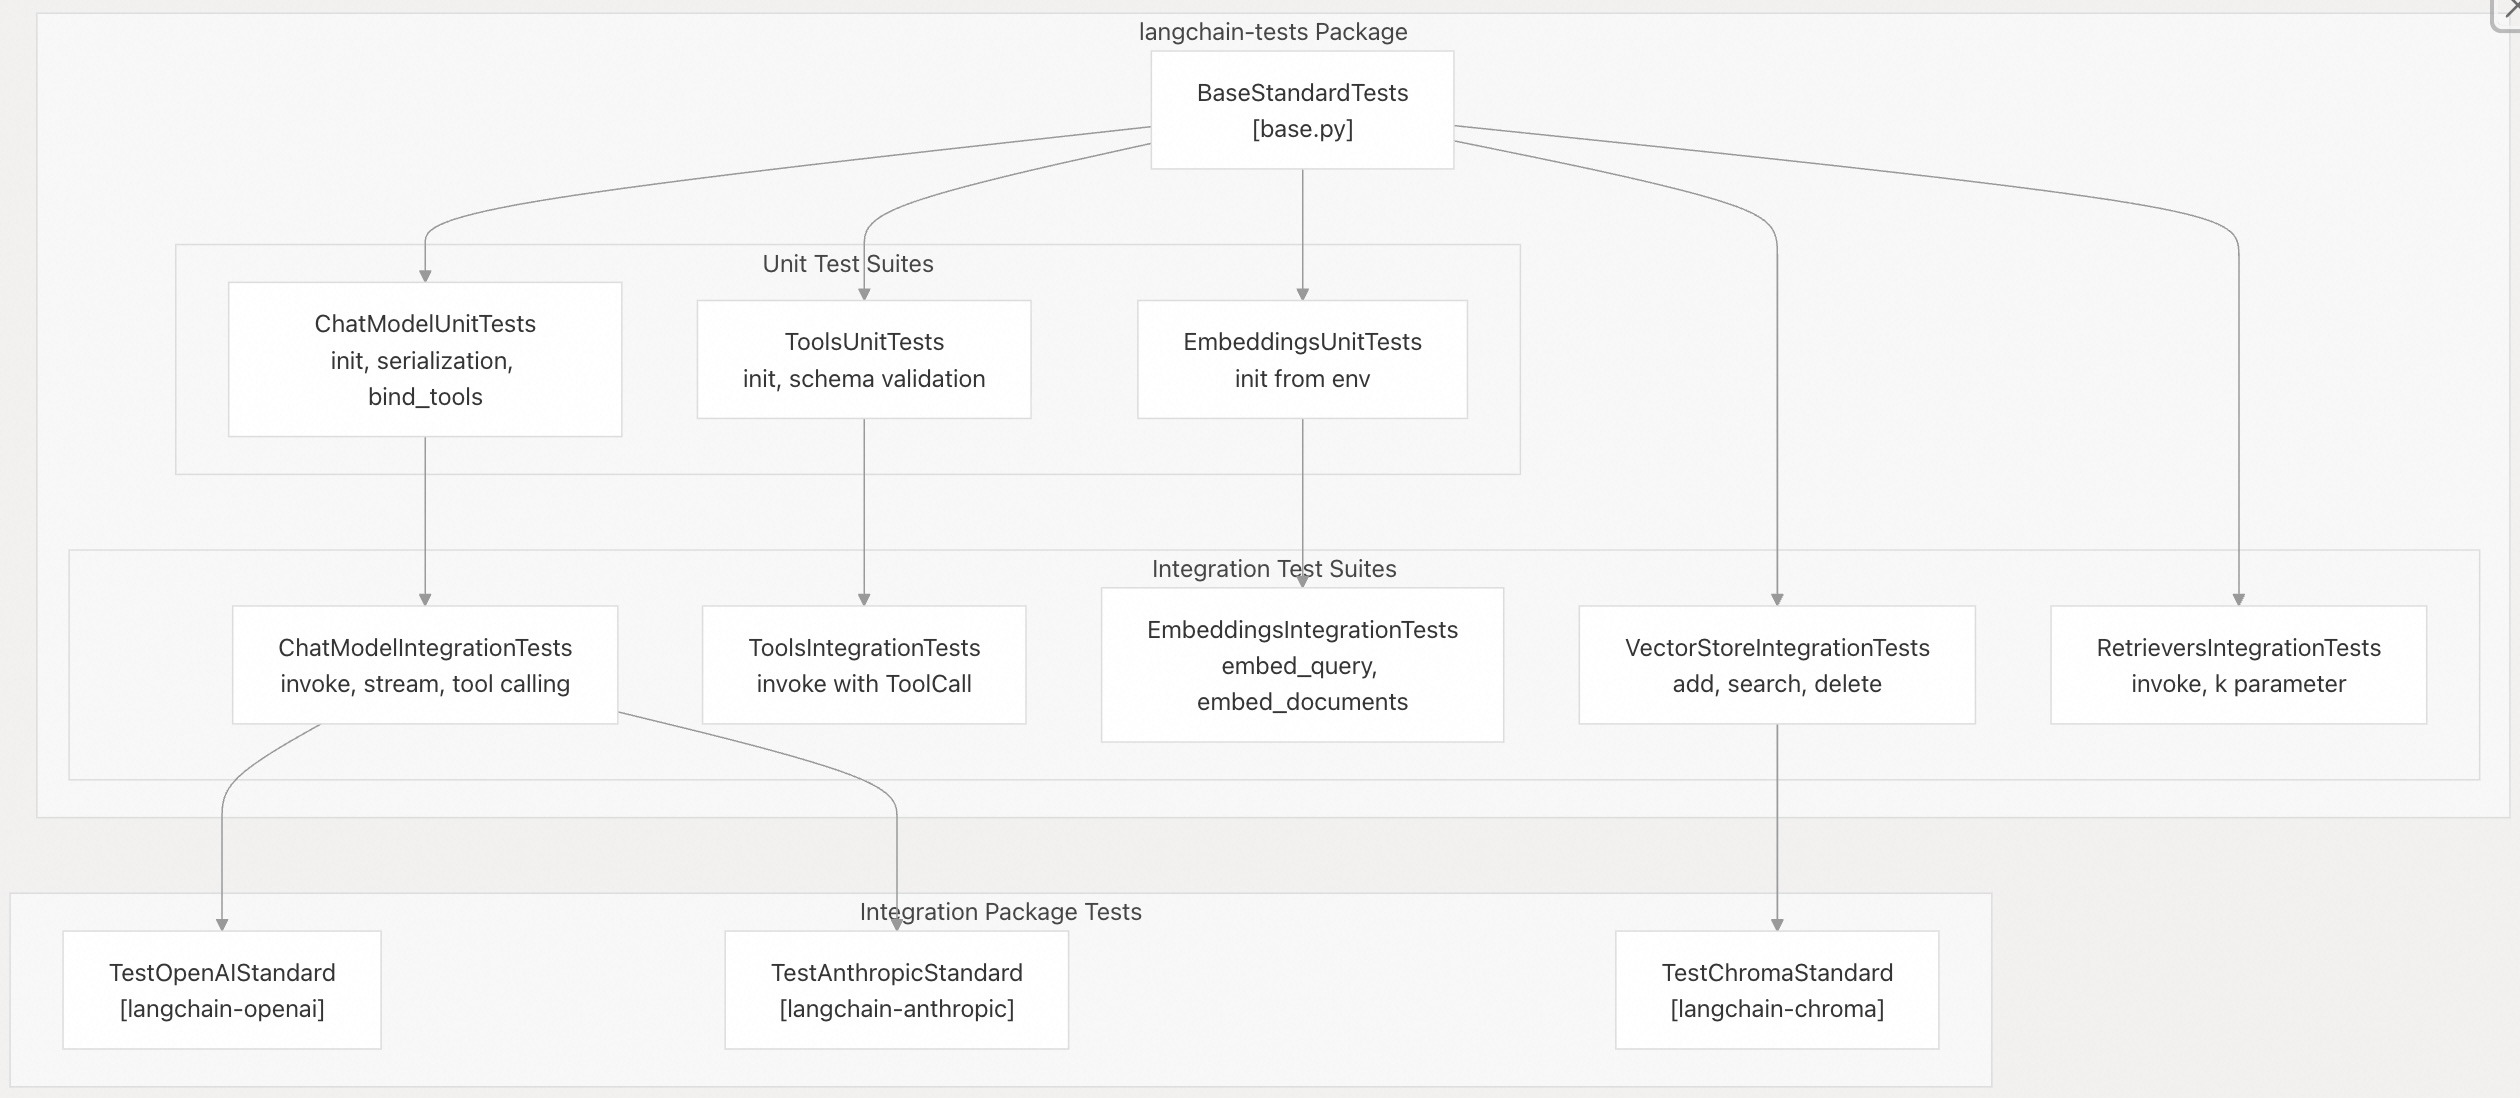 langchain-tests Package
BaseStandardTests
[base.py]
Unit Test Suites
ChatModelUnitTests
init, serialization,
bind_tools
ToolsUnitTests
init, schema validation
EmbeddingsUnitTests
init from env
Integration Test Suites
ChatModelIntegrationTests
invoke, stream, tool calling
ToolsIntegrationTests
invoke with ToolCall
EmbeddingsIntegrationTests
embed_query,
embed_documents
VectorStoreIntegrationTests
add, search, delete
RetrieversIntegrationTests
invoke, k parameter
Integration Package Tests
TestOpenAIStandard
[langchain-openai]
TestAnthropicStandard
[langchain-anthropic]
TestChromaStandard
[langchain-chroma]